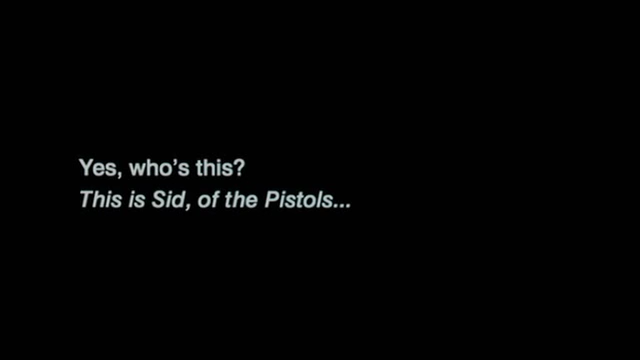 Yes, who's this?
This is Sid, of the Pistols...